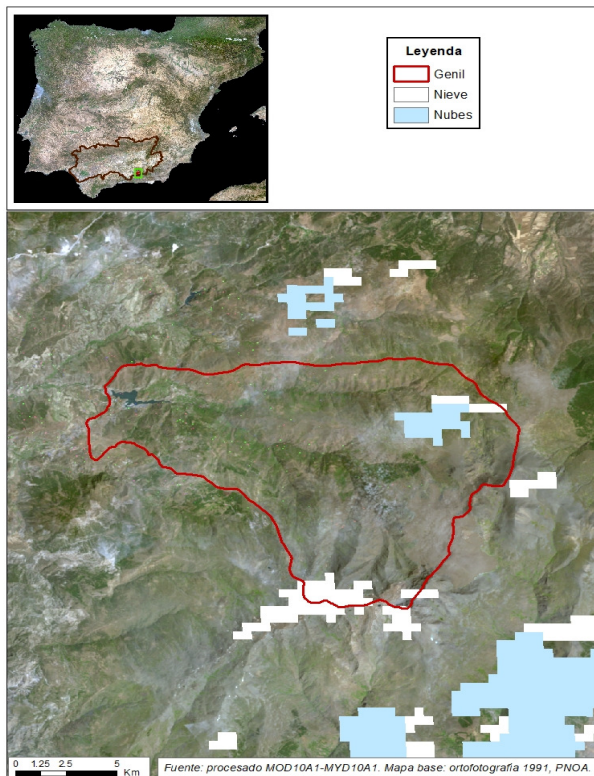 Leyenda
Genil
Nieve
Nubes
0 1.25 2.5 5
Km
Fuente: procesado MOD10A1-MYD10A1. Mapa base: ortofotografía 1991, PNOA.